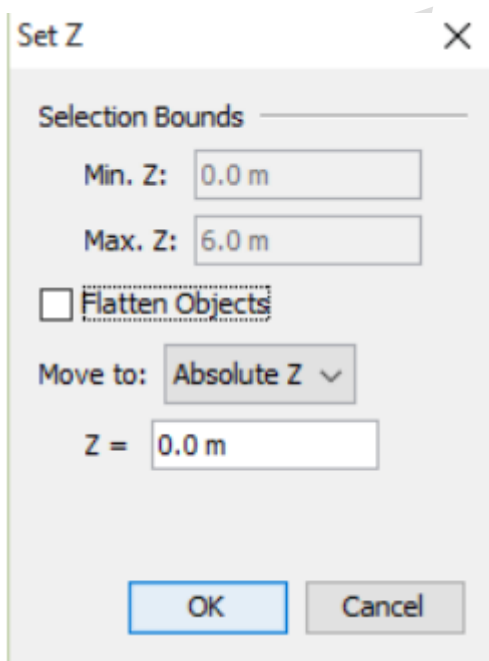 Set Z
Selection Bounds
Min. Z: 0.0 m
Max. Z: 6.0 m
Flatten Objects
Move to: Absolute Z
Z = 0.0 m
OK Cancel